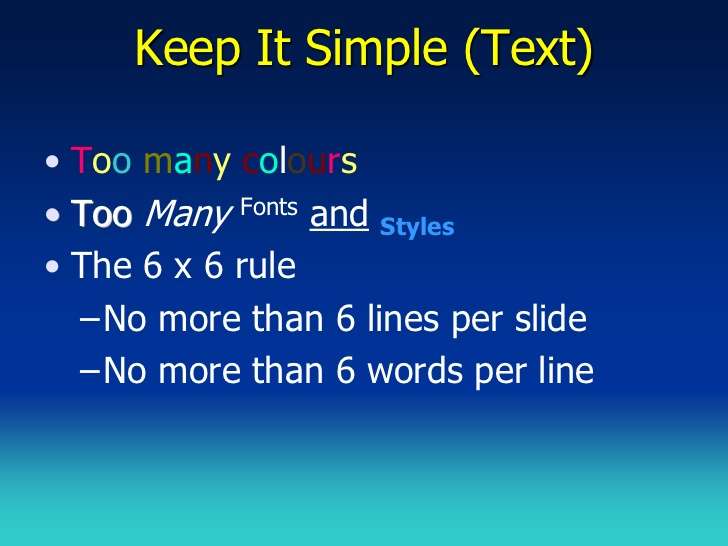 Keep It Simple (Text)
• Too many colours
• Too Many Fonts and Styles
• The 6 x 6 rule
–No more than 6 lines per slide
–No more than 6 words per line